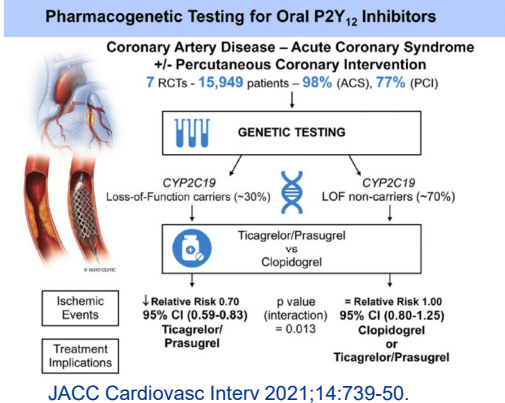 Pharmacogenetic Testing for Oral P2Y12 Inhibitors
Coronary Artery Disease – Acute Coronary Syndrome
+/- Percutaneous Coronary Intervention
7 RCTs - 15,949 patients – 98% (ACS), 77% (PCI)
GENETIC TESTING
CYP2C19
Loss-of-Function carriers (~30%)
CYP2C19
LOF non-carriers (~70%)
Ticagrelor/Prasugrel
vs
Clopidogrel
© MAYO CLINIC
Ischemic
Events
↓ Relative Risk 0.70
95% CI (0.59-0.83)
Ticagrelor/
Prasugrel
p value
(interaction)
= 0.013
= Relative Risk 1.00
95% CI (0.80-1.25)
Clopidogrel
or
Ticagrelor/Prasugrel
Treatment
Implications
JACC Cardiovasc Interv 2021;14:739-50.